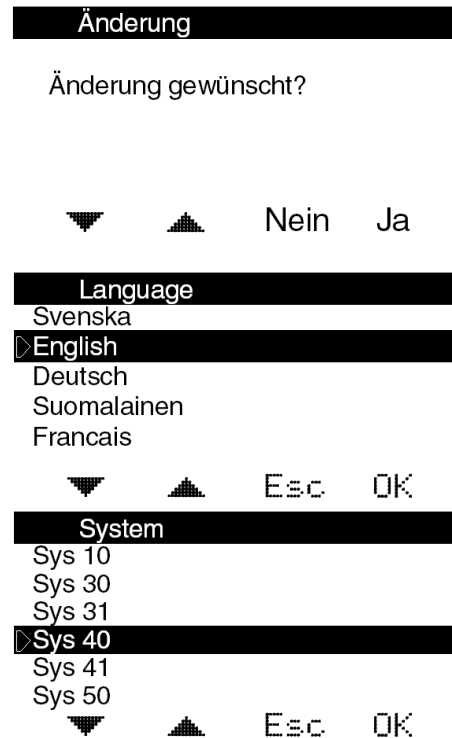 Änderung
Änderung gewünscht?
Nein Ja
Language
Svenska
English
Deutsch
Suomalainen
Francais
Esc OK
System
Sys 10
Sys 30
Sys 31
Sys 40
Sys 41
Sys 50
Esc OK